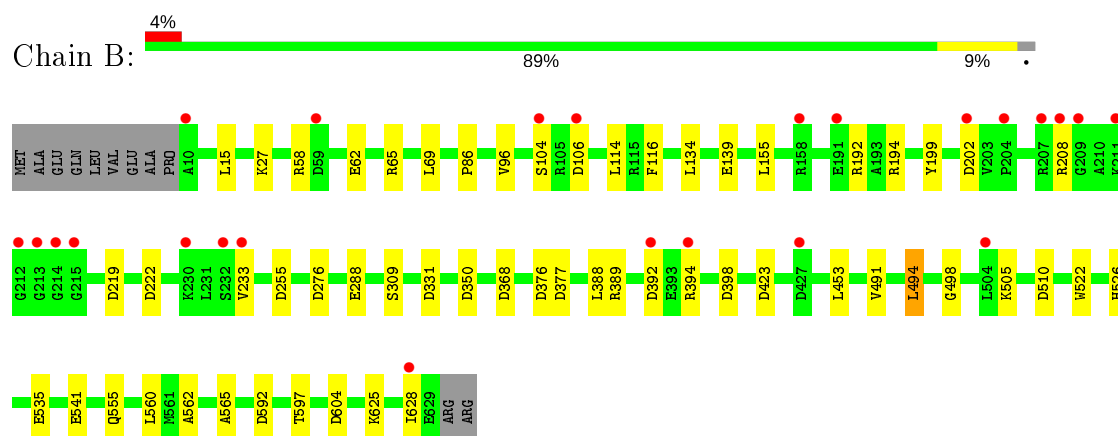 4%
Chain B:
89%
9%
•
MET ALA GLU GLN LEU VAL GLU ALA PRO A10 L15 K27 R58 D59 E62 R65 L69 P86 V96 S104 R105 D106 L114 R115 F116 L134 E139 L155 R158 E191 R192 A193 R194 Y199 D202 V203 P204 R207 R208 G209 A210 K211
G212 G213 G214 G215 D219 D222 K230 L231 S232 V233 D255 D276 E288 S309 D331 D350 D368 D376 D377 L388 R389 D392 E393 R394 D398 D423 D427 L453 V491 L494 G498 L504 K505 D510 W522 H526
E535 E541 Q555 L560 M561 A562 A565 D592 T597 D604 K625 I628 E629 ARG ARG